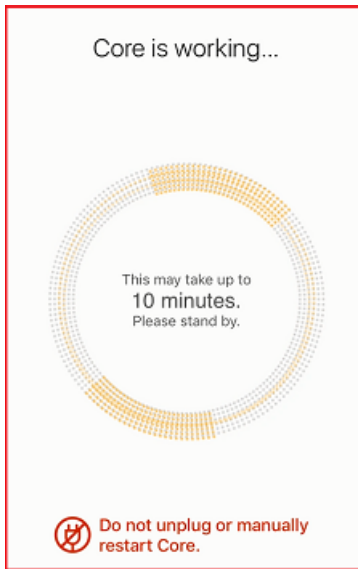 Core is working...
This may take up to
10 minutes.
Please stand by.
Do not unplug or manually
restart Core.